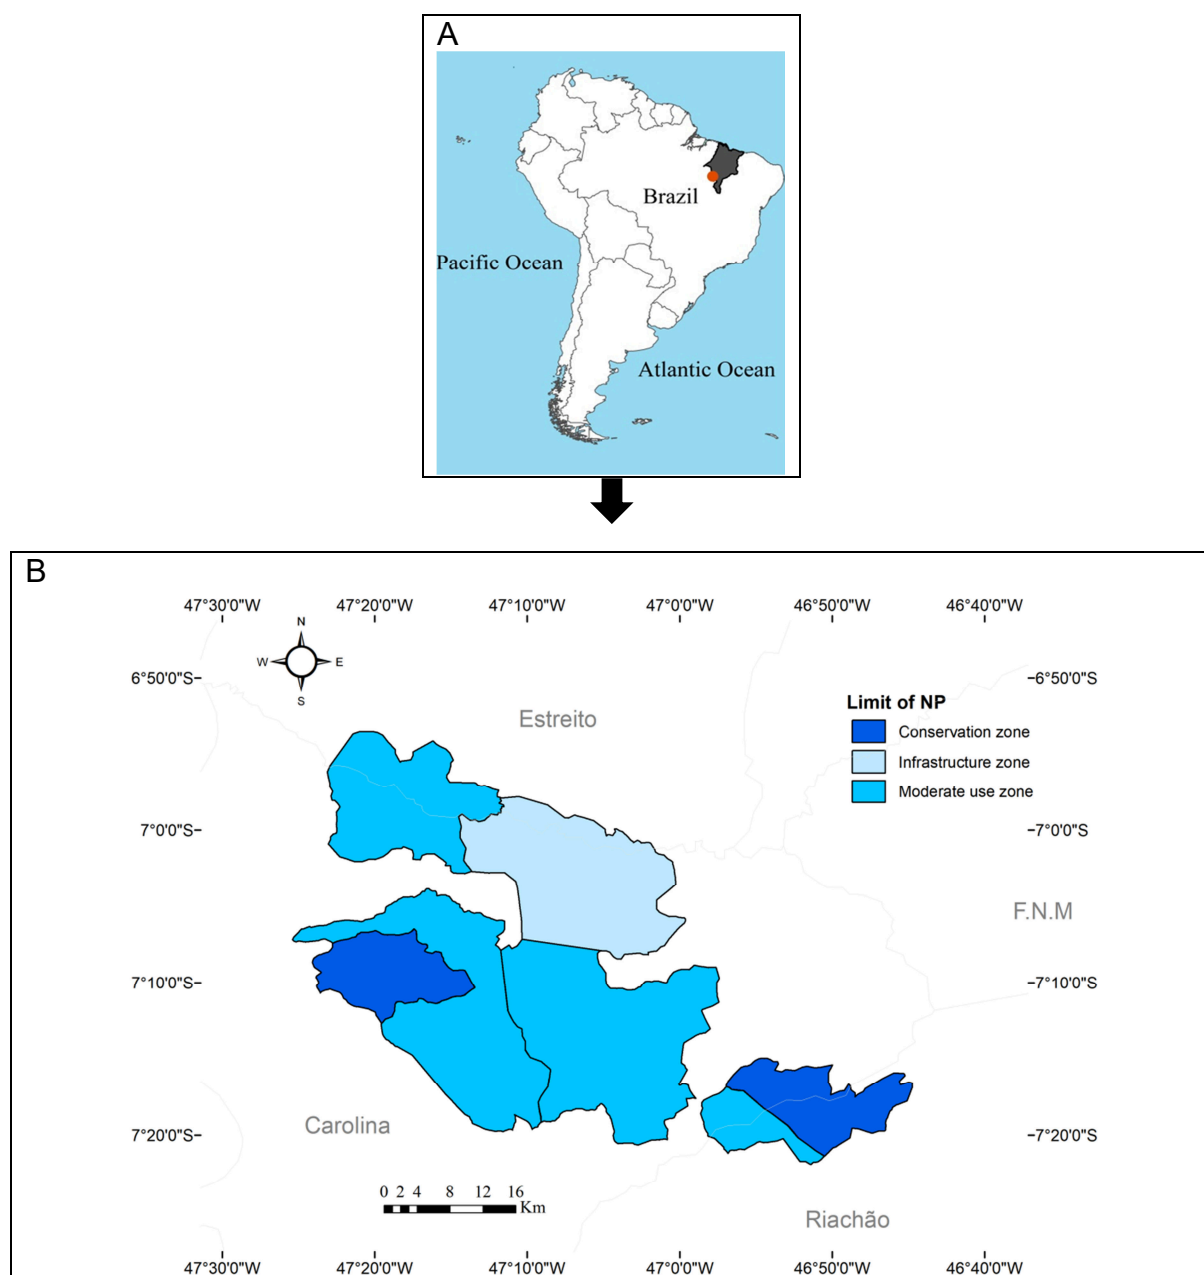 A
Brazil
Pacific Ocean
Atlantic Ocean
B
47°30'0"W 47°20'0"W 47°10'0"W 47°0'0"W 46°50'0"W 46°40'0"W
N
W E
S
6°50'0"S 6°50'0"S
Estreito
Limit of NP
Conservation zone
Infrastructure zone
Moderate use zone
7°0'0"S 7°0'0"S
F.N.M
7°10'0"S 7°10'0"S
Carolina
7°20'0"S 7°20'0"S
0 2 4 8 12 16
Km
Riachão
47°30'0"W 47°20'0"W 47°10'0"W 47°0'0"W 46°50'0"W 46°40'0"W